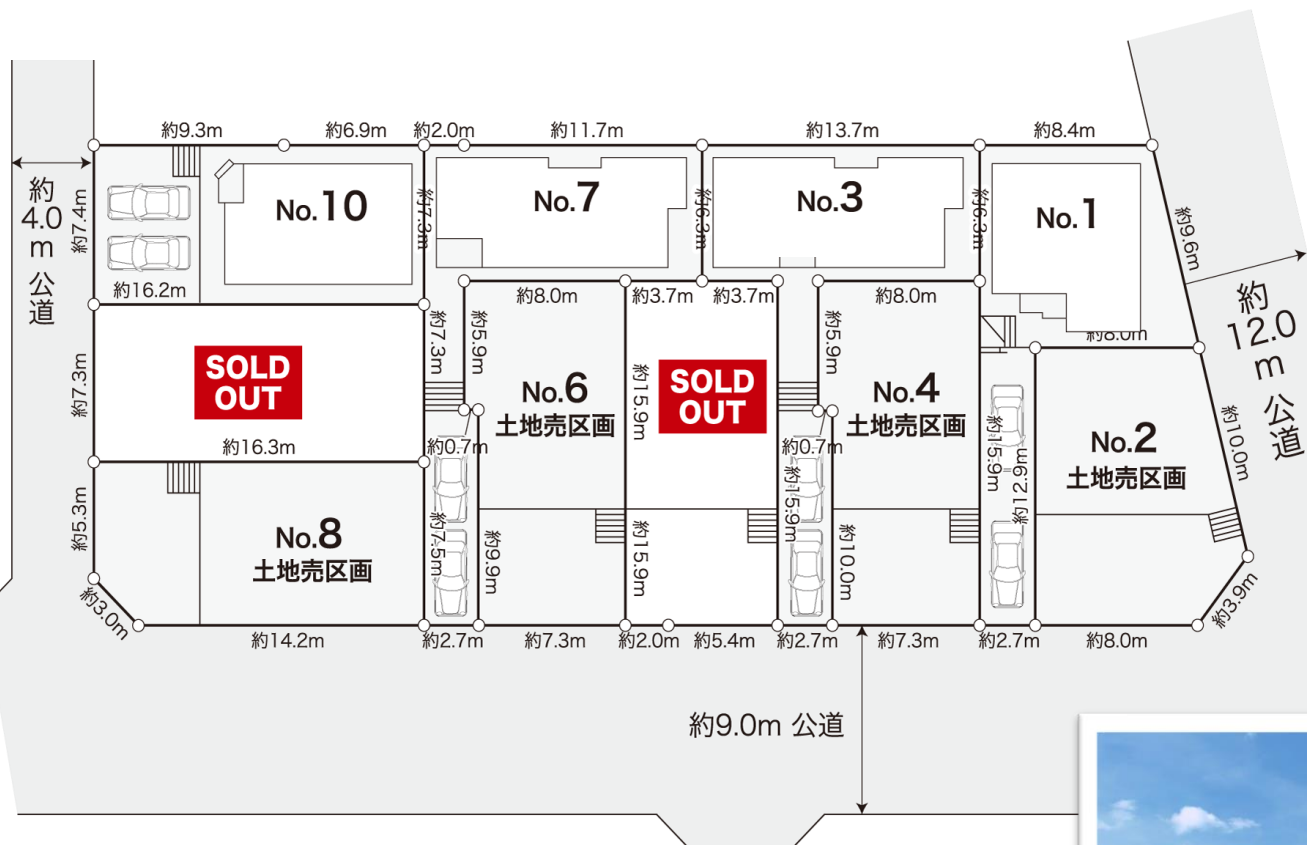 約9.3m
約6.9m
約2.0m
約11.7m
約13.7m
約8.4m
約
4.0
m
公
道
約7.4m
No.10
約7.3m
No.7
約6.3m
No.3
約6.3m
No.1
約9.6m
約
12.0
m
公
道
約16.2m
約8.0m
約3.7m
約3.7m
約8.0m
約8.0m
約7.3m
SOLD
OUT
約16.3m
約7.3m
約5.9m
No.6
土地売区画
約15.9m
SOLD
OUT
約5.9m
No.4
土地売区画
約15.9m
約12.9m
No.2
土地売区画
約10.0m
約0.7m
約0.7m
約5.3m
No.8
土地売区画
約7.5m
約9.9m
約15.9m
約15.9m
約10.0m
約3.0m
約3.9m
約14.2m
約2.7m
約7.3m
約2.0m
約5.4m
約2.7m
約7.3m
約2.7m
約8.0m
約9.0m 公道